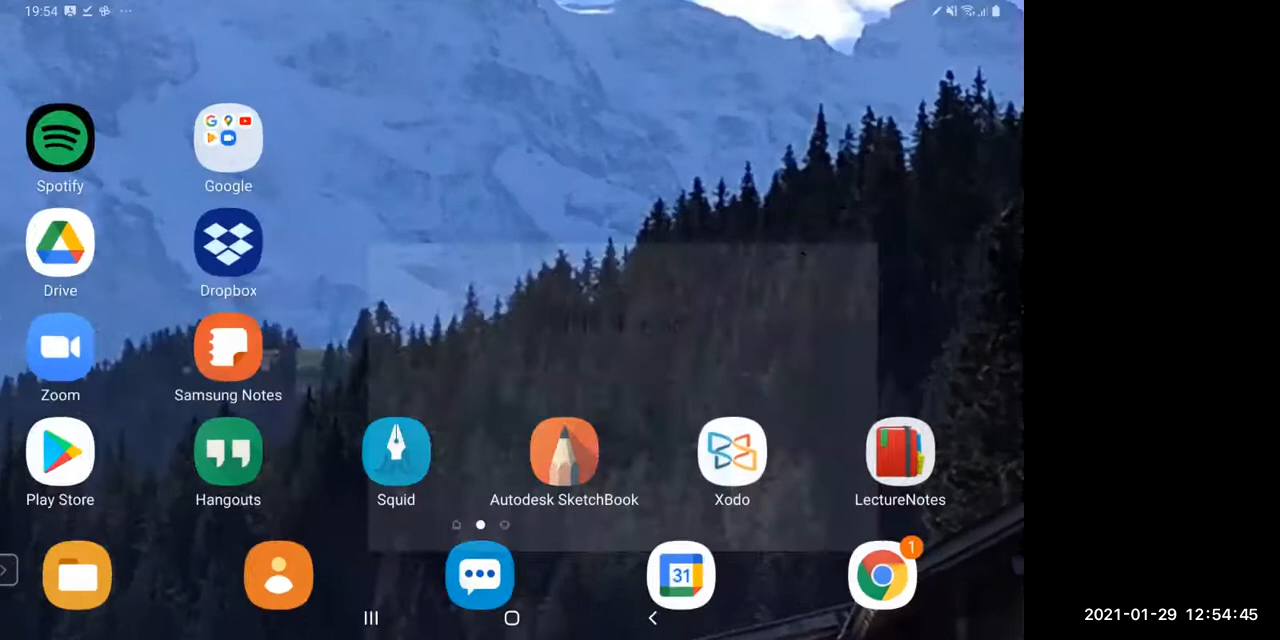 19:54
Spotify
Google
Drive
Dropbox
Zoom
Samsung Notes
Play Store
Hangouts
Squid
Autodesk SketchBook
Xodo
LectureNotes
31
1
2021-01-29 12:54:45